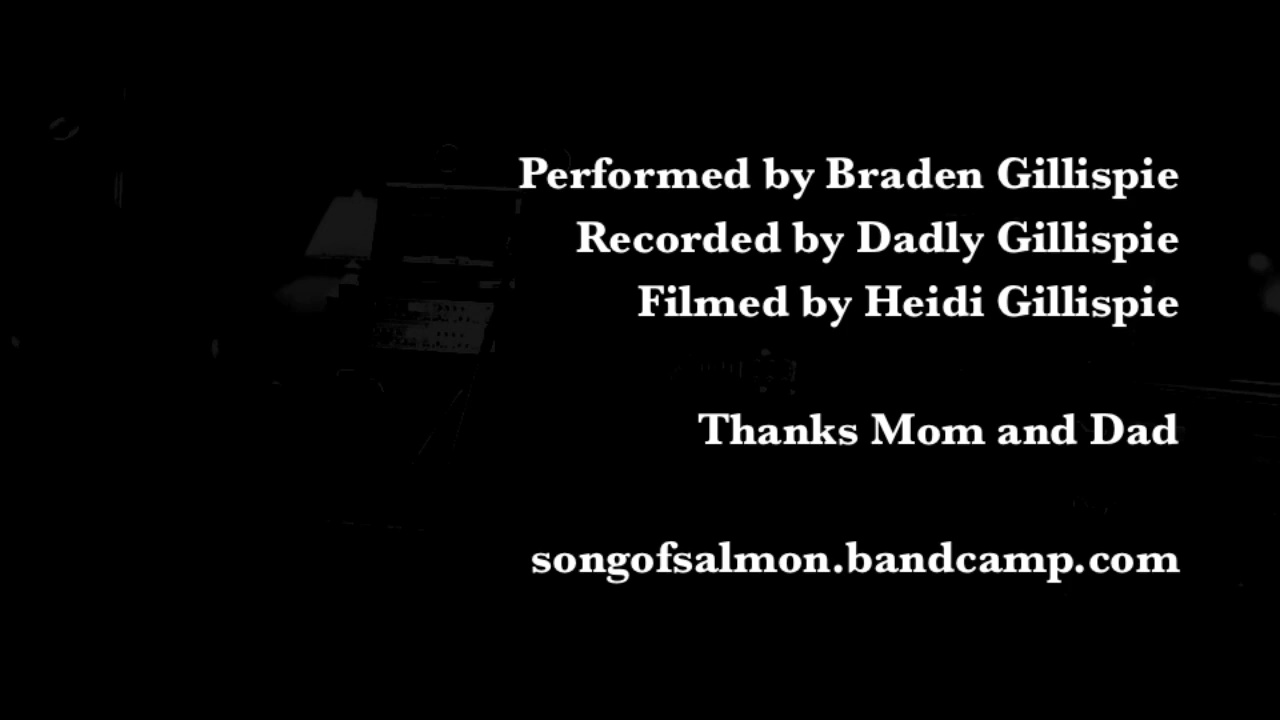 Performed by Braden Gillispie
Recorded by Dadly Gillispie
Filmed by Heidi Gillispie
Thanks Mom and Dad
songofsalmon.bandcamp.com